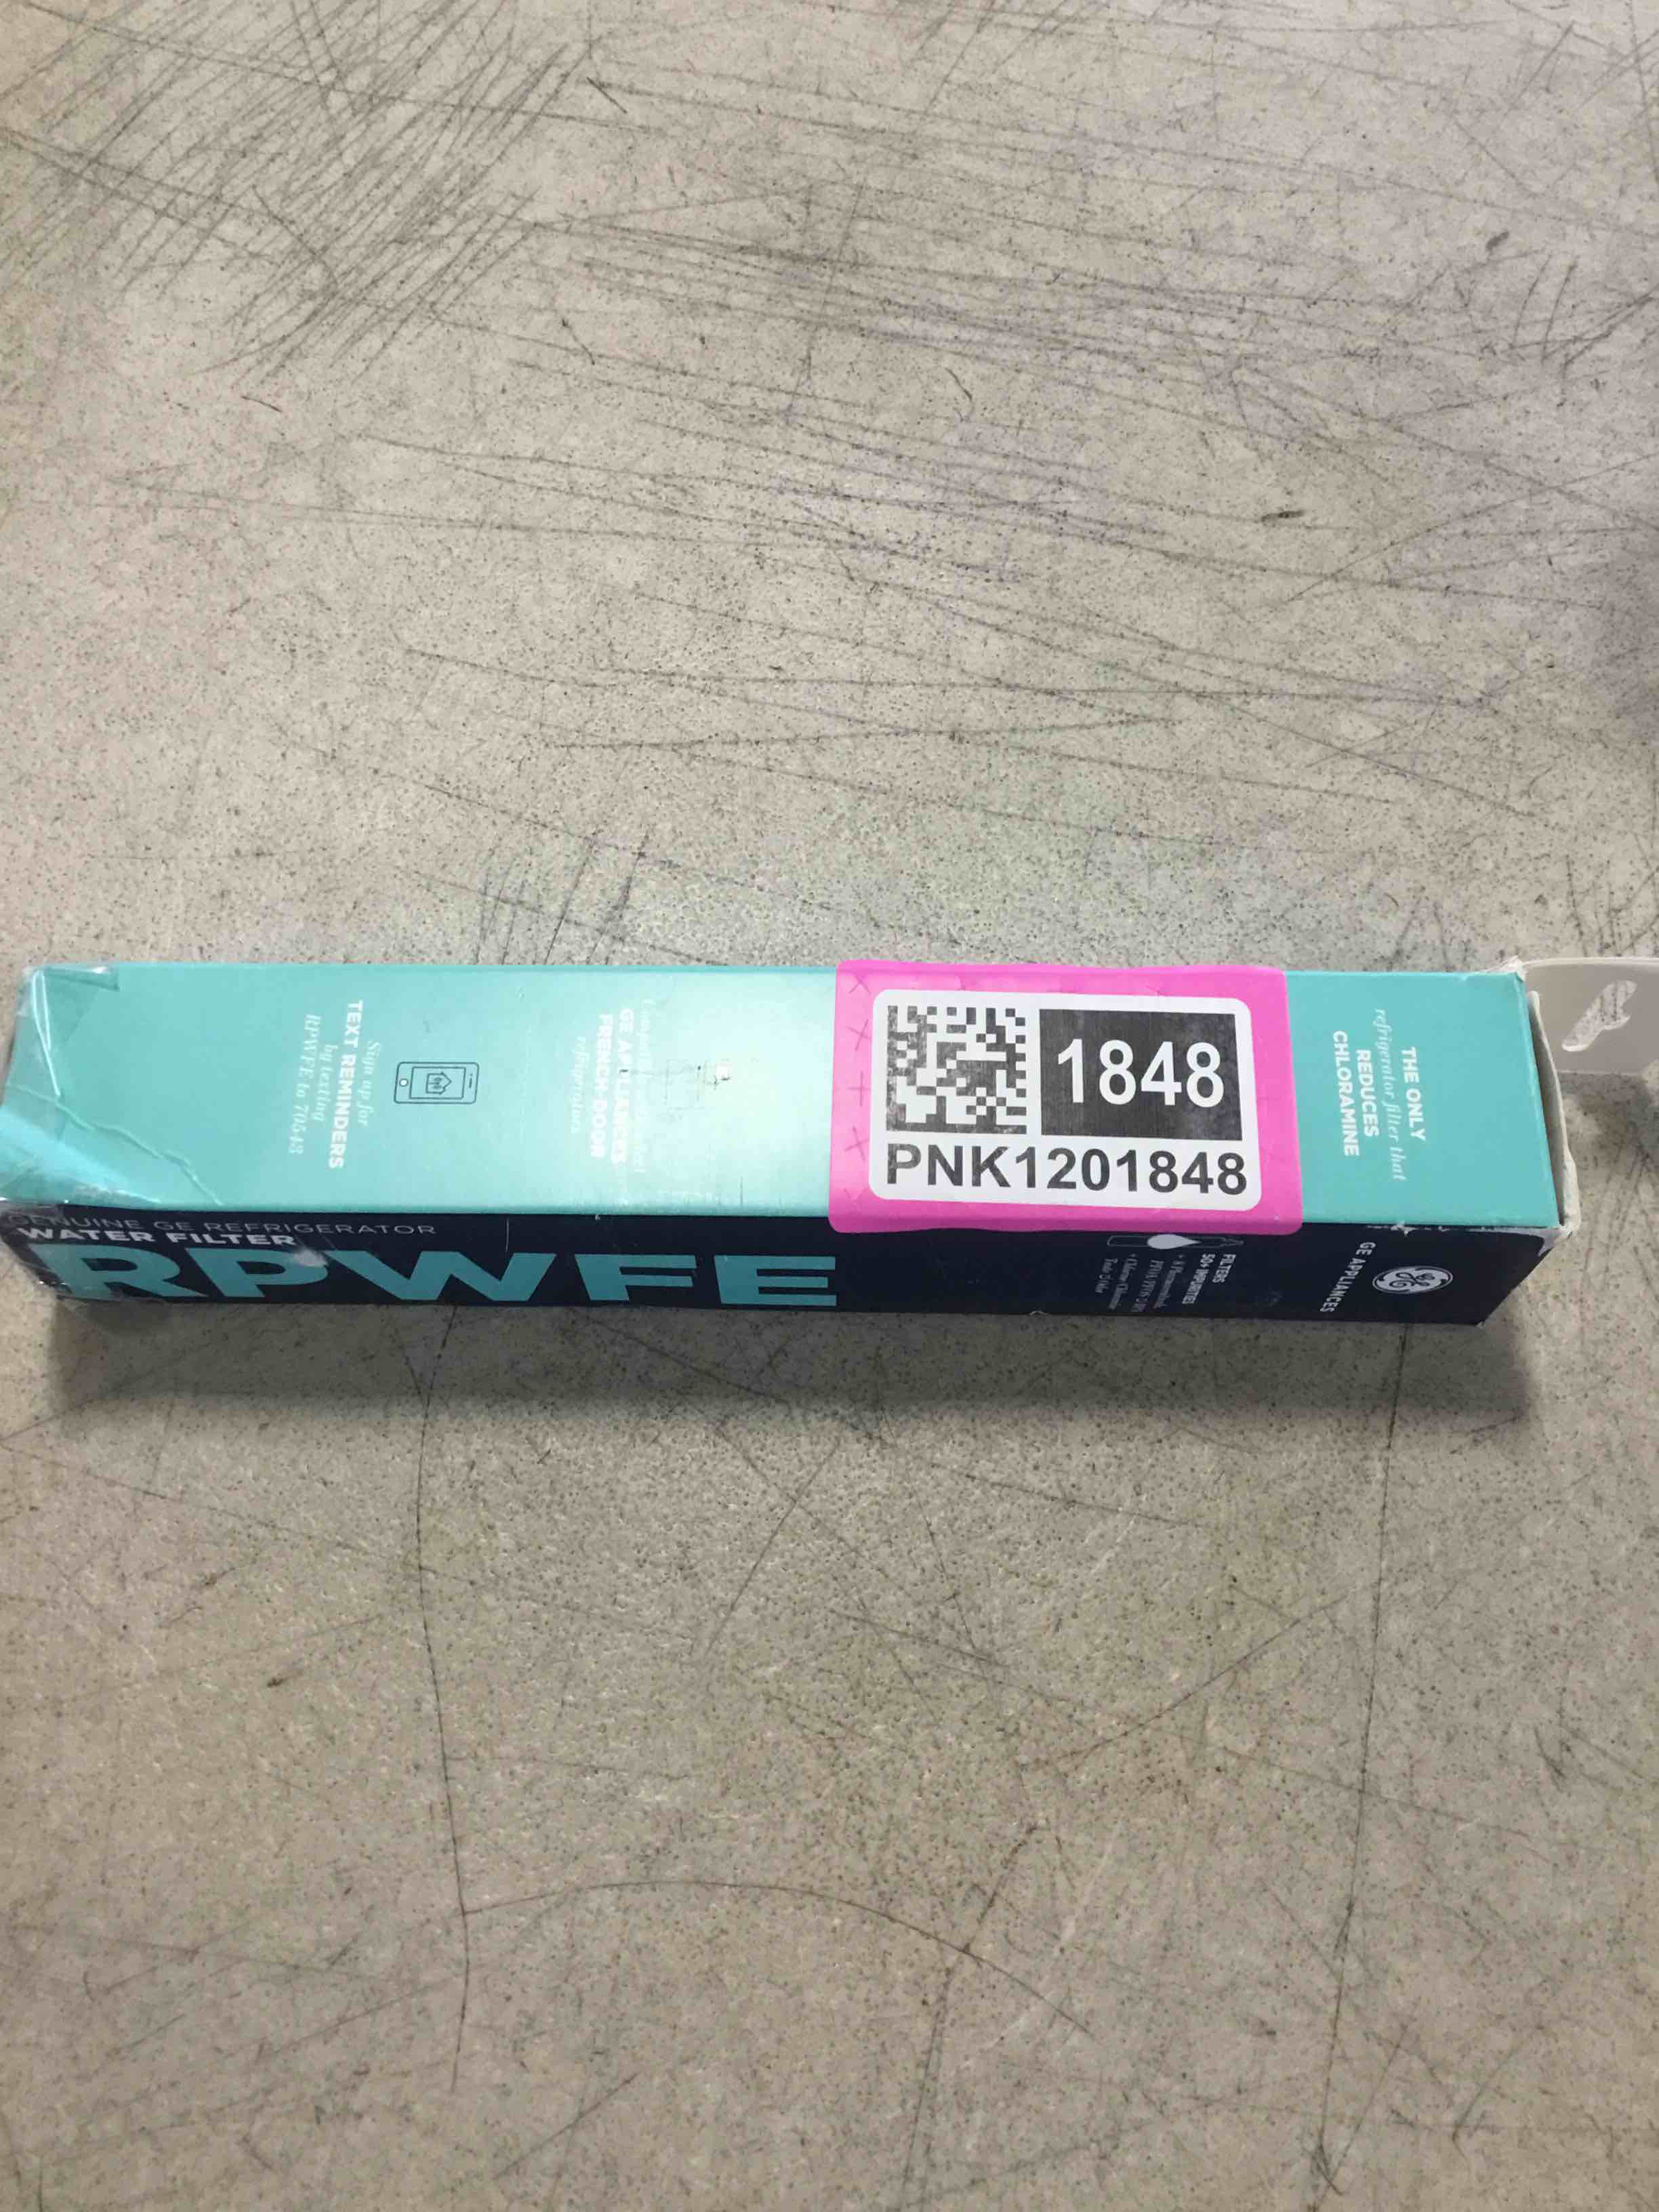 1848
PNK1201848
THE ONLY
refrigerator filter that
REDUCES
CHLORAMINE
GE APPLIANCES
FRENCH-DOOR
refrigerators
Sign up for
TEXT REMINDERS
by texting
RPWFE to 70543
GENUINE GE REFRIGERATOR
WATER FILTER
RPWFE
FILTERS
50+ IMPURITIES
GE APPLIANCES